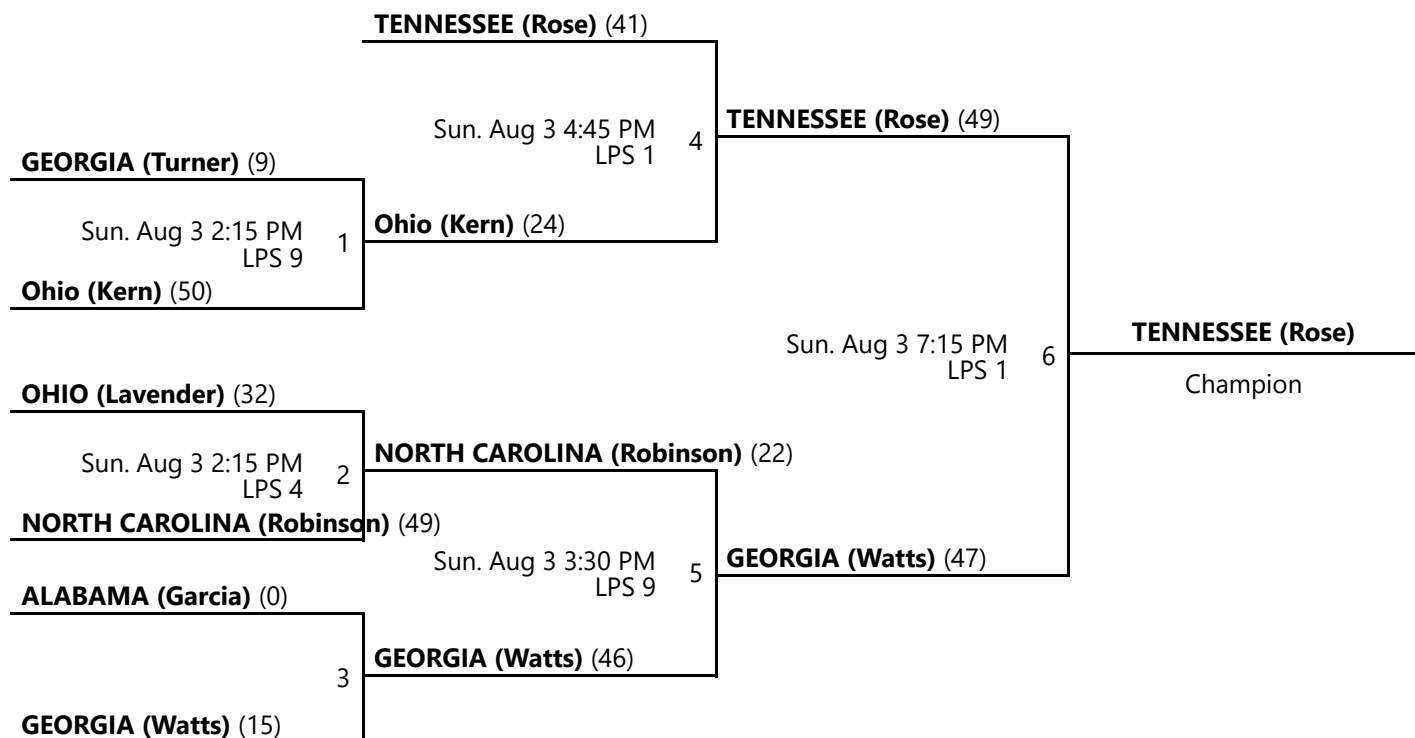 TENNESSEE (Rose) (41)
Sun. Aug 3 4:45 PM
LPS 1
4
TENNESSEE (Rose) (49)
GEORGIA (Turner) (9)
Sun. Aug 3 2:15 PM
LPS 9
1
Ohio (Kern) (24)
Ohio (Kern) (50)
Sun. Aug 3 7:15 PM
LPS 1
6
TENNESSEE (Rose)
Champion
OHIO (Lavender) (32)
Sun. Aug 3 2:15 PM
LPS 4
2
NORTH CAROLINA (Robinson) (22)
NORTH CAROLINA (Robinson) (49)
Sun. Aug 3 3:30 PM
LPS 9
5
GEORGIA (Watts) (47)
ALABAMA (Garcia) (0)
3
GEORGIA (Watts) (46)
GEORGIA (Watts) (15)